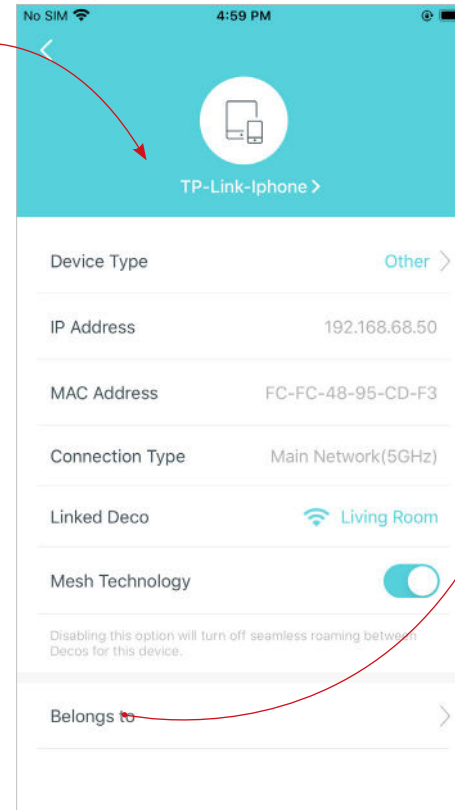 No SIM 4:59 PM
TP-Link-Iphone >
Device Type Other >
IP Address 192.168.68.50
MAC Address FC-FC-48-95-CD-F3
Connection Type Main Network(5GHz)
Linked Deco Living Room
Mesh Technology
Disabling this option will turn off seamless roaming between
Decos for this device.
Belongs to >